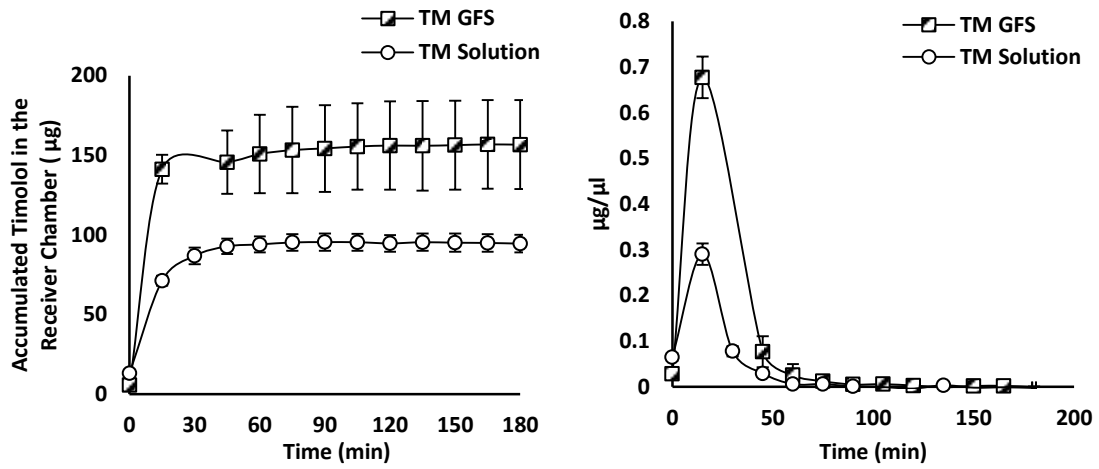 TM GFS
TM Solution
200
150
100
50
0
Accumulated Timolol in the
Receiver Chamber ( µg)
0 30 60 90 120 150 180
Time (min)
TM GFS
TM Solution
0.8
0.7
0.6
0.5
0.4
0.3
0.2
0.1
0
µg/µl
0 50 100 150 200
Time (min)